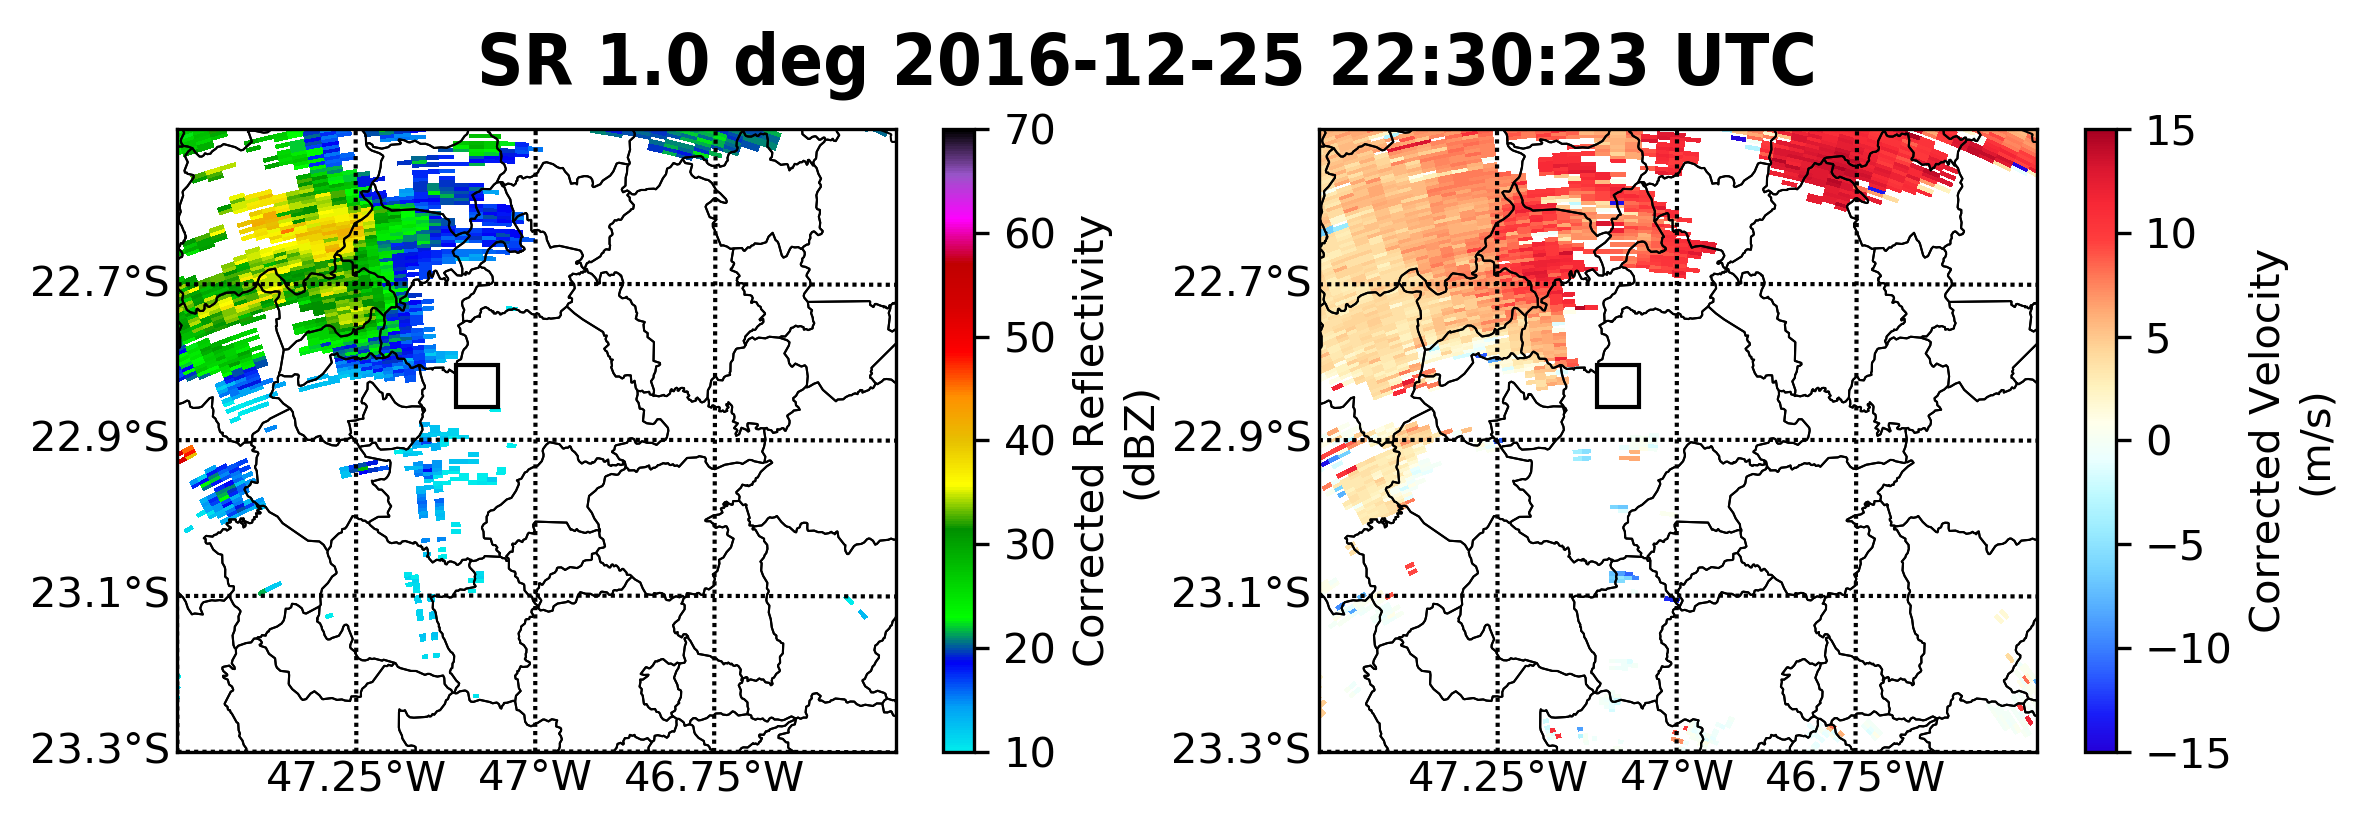 SR 1.0 deg 2016-12-25 22:30:23 UTC
22.7°S
22.9°S
23.1°S
23.3°S
47.25°W
47°W
46.75°W
70
60
50
40
30
20
10
Corrected Reflectivity
(dBZ)
22.7°S
22.9°S
23.1°S
23.3°S
47.25°W
47°W
46.75°W
15
10
5
0
−5
−10
−15
Corrected Velocity
(m/s)